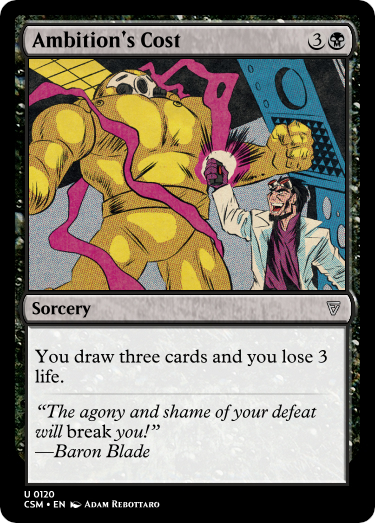 Ambition's Cost 3
Sorcery
You draw three cards and you lose 3
life.
“The agony and shame of your defeat
will break you!”
—Baron Blade
U 0120
CSM • EN Adam Rebottaro